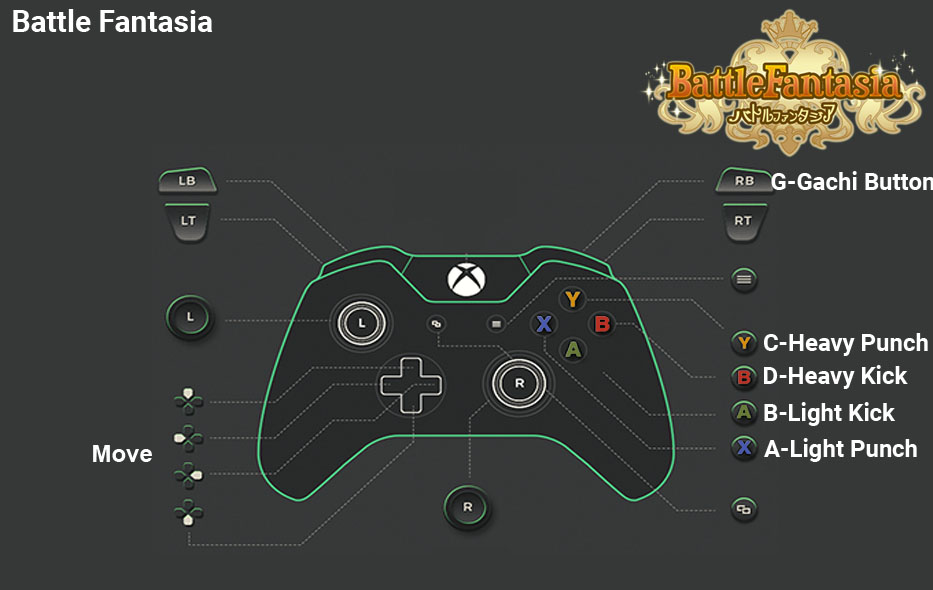 Battle Fantasia
BattleFantasia
バトルファンタジア
LB
RB
G-Gachi Button
LT
RT
Y
L
L
X
B
A
Y C-Heavy Punch
R
B D-Heavy Kick
A B-Light Kick
Move
X A-Light Punch
R